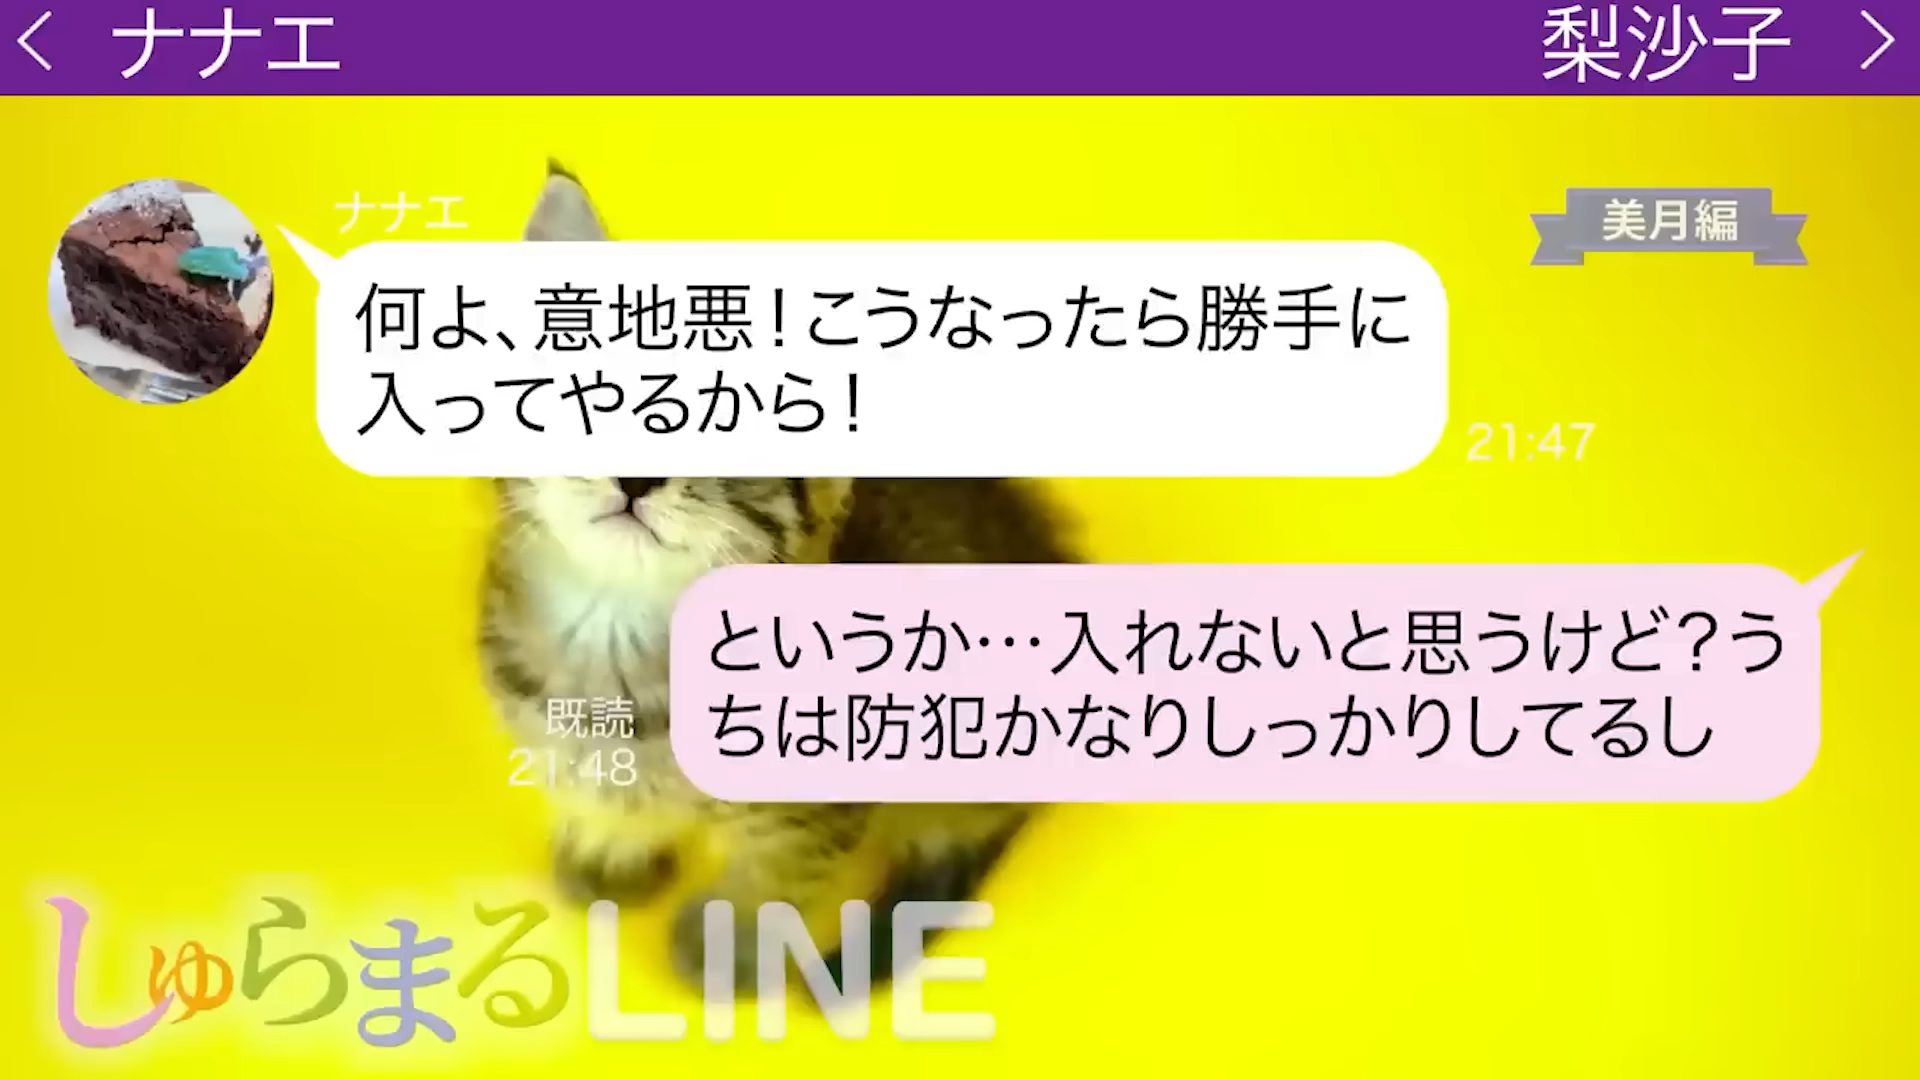 ナナエ
梨沙子
ナナエ
美月編
何よ、意地悪！こうなったら勝手に
入ってやるから！
21:47
というか…入れないと思うけど？う
ちは防犯かなりしっかりしてるし
既読
21:48
しゅらまるLINE